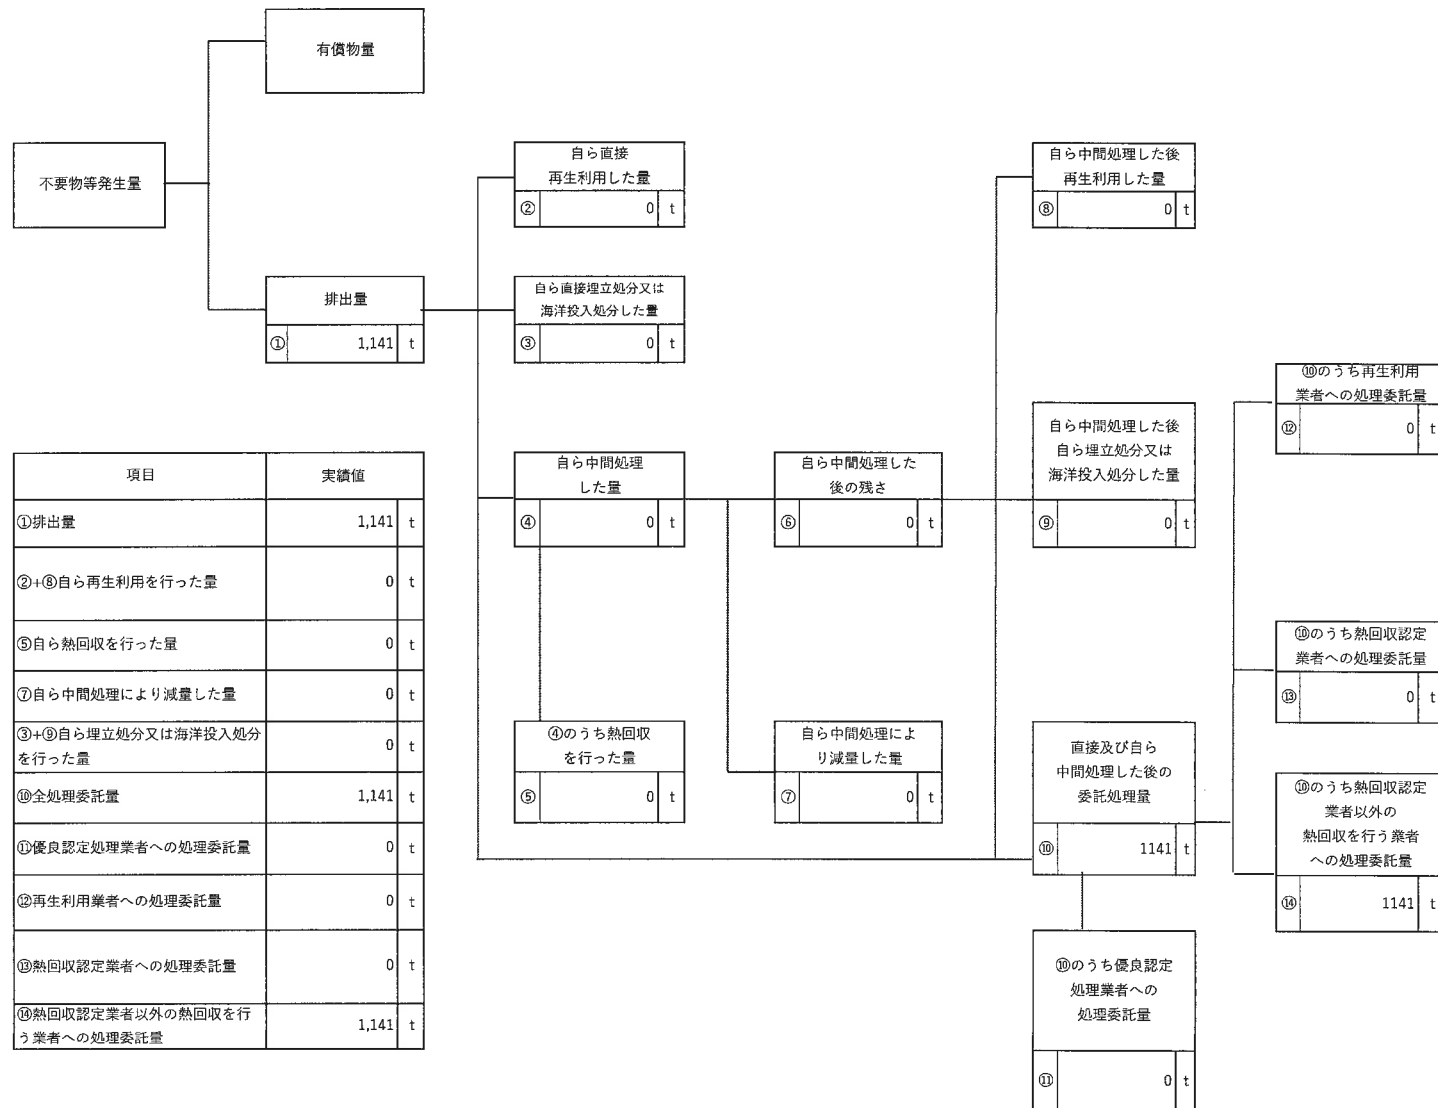 有償物量
不要物等発生量
排出量
① 1,141 t
自ら直接
再生利用した量
② 0 t
自ら直接埋立処分又は
海洋投入処分した量
③ 0 t
自ら中間処理
した量
④ 0 t
④のうち熱回収
を行った量
⑤ 0 t
自ら中間処理した
後の残さ
⑥ 0 t
自ら中間処理によ
り減量した量
⑦ 0 t
自ら中間処理した後
再生利用した量
⑧ 0 t
自ら中間処理した後
自ら埋立処分又は
海洋投入処分した量
⑨ 0 t
直接及び自ら
中間処理した後の
委託処理量
⑩ 1141 t
⑩のうち優良認定
処理業者への
処理委託量
⑪ 0 t
⑩のうち再生利用
業者への処理委託量
⑫ 0 t
⑩のうち熱回収認定
業者への処理委託量
⑬ 0 t
⑩のうち熱回収認定
業者以外の
熱回収を行う業者
への処理委託量
⑭ 1141 t
項目 実績値
①排出量 1,141 t
②+⑧自ら再生利用を行った量 0 t
⑤自ら熱回収を行った量 0 t
⑦自ら中間処理により減量した量 0 t
③+⑨自ら埋立処分又は海洋投入処分
を行った量 0 t
⑩全処理委託量 1,141 t
⑪優良認定処理業者への処理委託量 0 t
⑫再生利用業者への処理委託量 0 t
⑬熱回収認定業者への処理委託量 0 t
⑭熱回収認定業者以外の熱回収を行
う業者への処理委託量 1,141 t